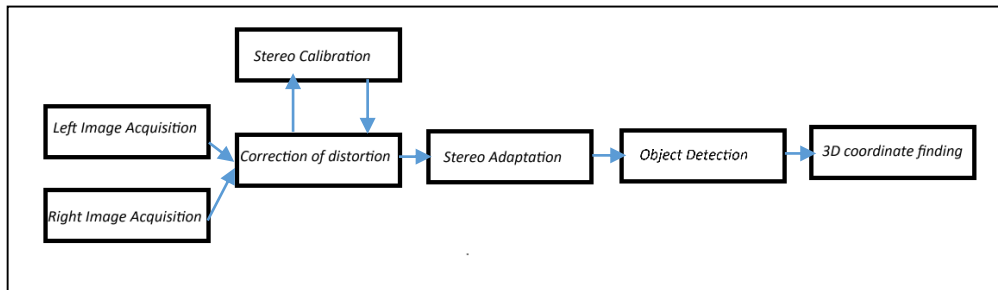 Stereo Calibration
Left Image Acquisition
Correction of distortion
Stereo Adaptation
Object Detection
3D coordinate finding
Right Image Acquisition